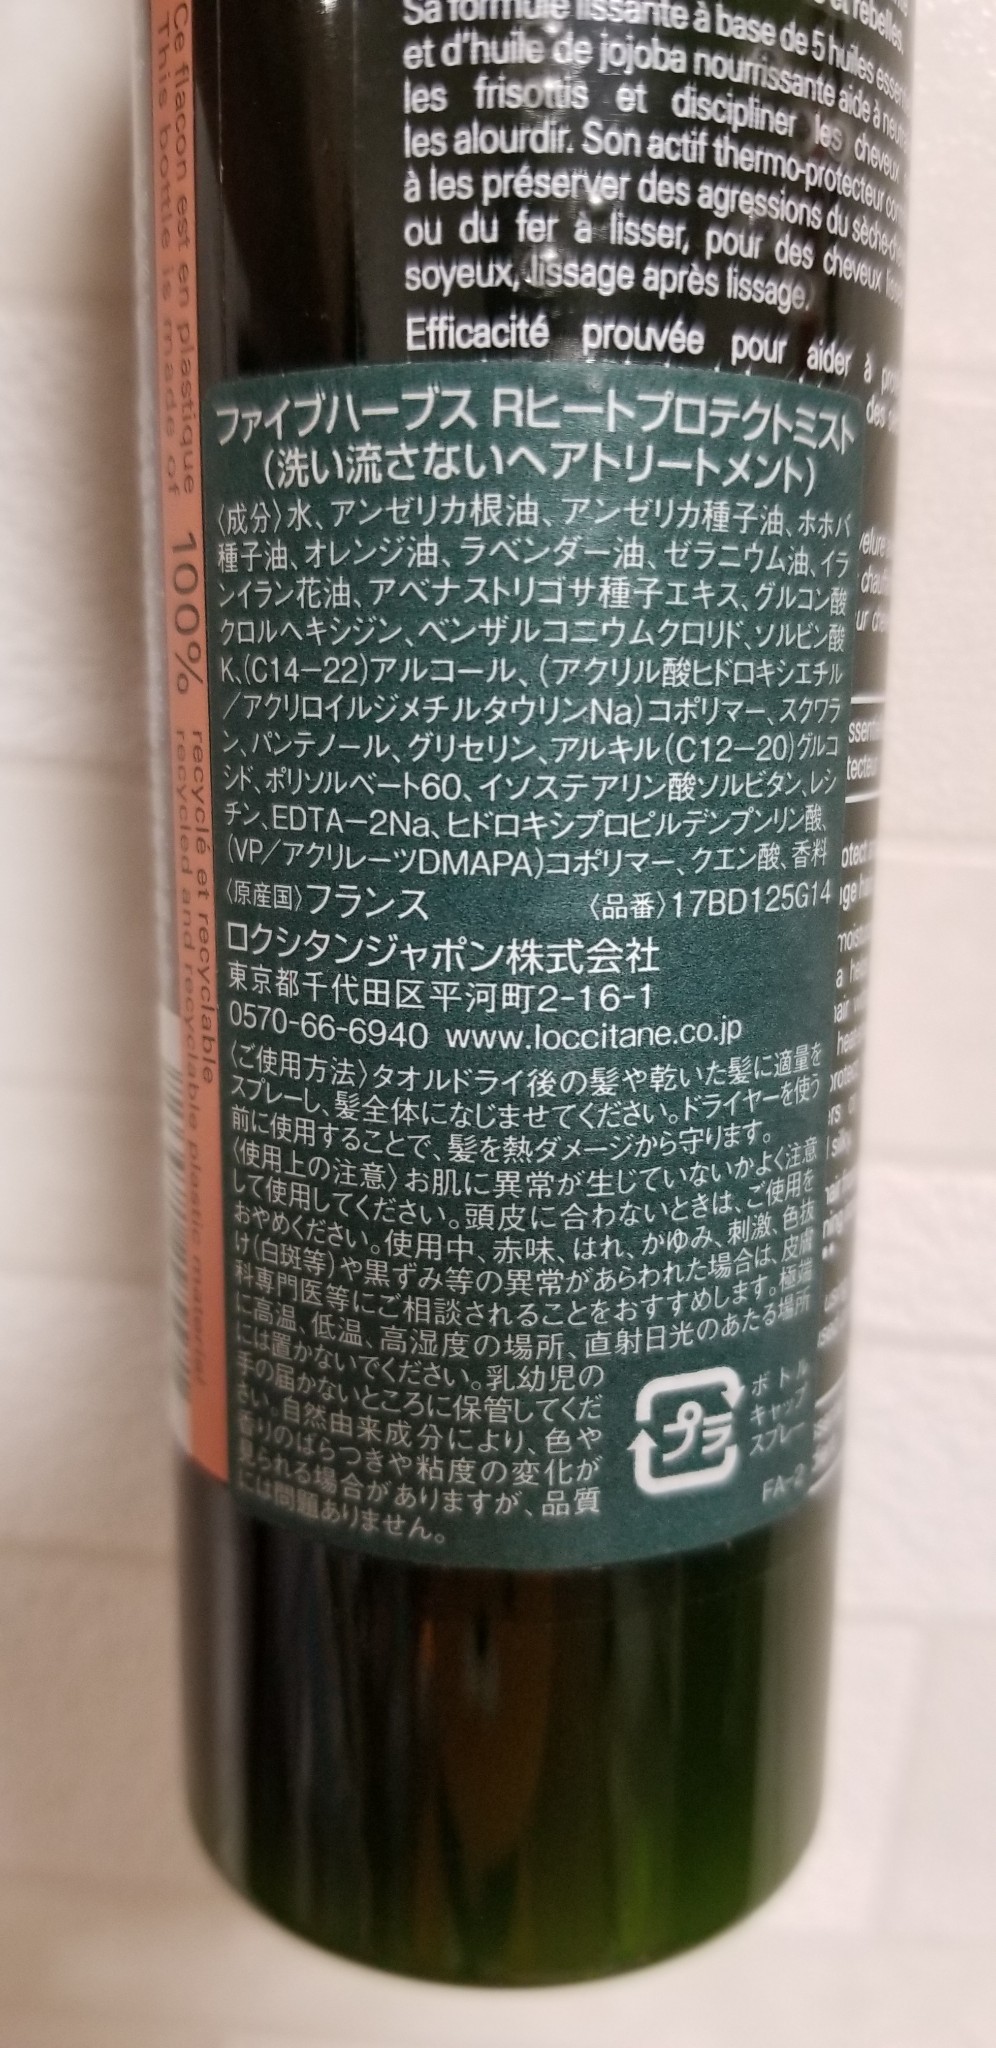 Ce flacon est en plastique 100% recyclé et recyclable
This bottle is made of recycled and recyclable plastic material
et rebelles.
Sa formule lissante à base de 5 huiles
et d'huile de jojoba nourrissante aide à
les frisottis et discipliner les cheveux
les alourdir. Son actif thermo-protecteur
à les préserver des agressions du
ou du fer à lisser, pour des cheveux
soyeux, lissage après lissage.
Efficacité prouvée pour aider à
ファイブハーブス Rヒートプロテクトミスト
(洗い流さないヘアトリートメント)
〈成分〉水、アンゼリカ根油、アンゼリカ種子油、ホホバ
種子油、オレンジ油、ラベンダー油、ゼラニウム油、イラ
ンイラン花油、アベナストリゴサ種子エキス、グルコン酸
クロルヘキシジン、ベンザルコニウムクロリド、ソルビン酸
K、(C14−22)アルコール、(アクリル酸ヒドロキシエチル
/アクリロイルジメチルタウリンNa)コポリマー、スクワラ
ン、パンテノール、グリセリン、アルキル(C12−20)グルコ
シド、ポリソルベート60、イソステアリン酸ソルビタン、レシ
チン、EDTA−2Na、ヒドロキシプロピルデンプンリン酸、
(VP/アクリレーツDMAPA)コポリマー、クエン酸、香料
〈原産国〉フランス 〈品番〉17BD125G14
ロクシタンジャポン株式会社
東京都千代田区平河町2-16-1
0570-66-6940 www.loccitane.co.jp
〈ご使用方法〉タオルドライ後の髪や乾いた髪に適量を
スプレーし、髪全体になじませてください。ドライヤーを使う
前に使用することで、髪を熱ダメージから守ります。
〈使用上の注意〉お肌に異常が生じていないかよく注意
して使用してください。頭皮に合わないときは、ご使用を
おやめください。使用中、赤味、はれ、かゆみ、刺激、色抜
け(白斑等)や黒ずみ等の異常があらわれた場合は、皮膚
科専門医等にご相談されることをおすすめします。極端
に高温、低温、高湿度の場所、直射日光のあたる場所
には置かないでください。乳幼児の
手の届かないところに保管してくだ
さい。自然由来成分により、色や
香りのばらつきや粘度の変化が
見られる場合がありますが、品質
には問題ありません。
プラ
ボトル
キャップ
スプレー
FA-2